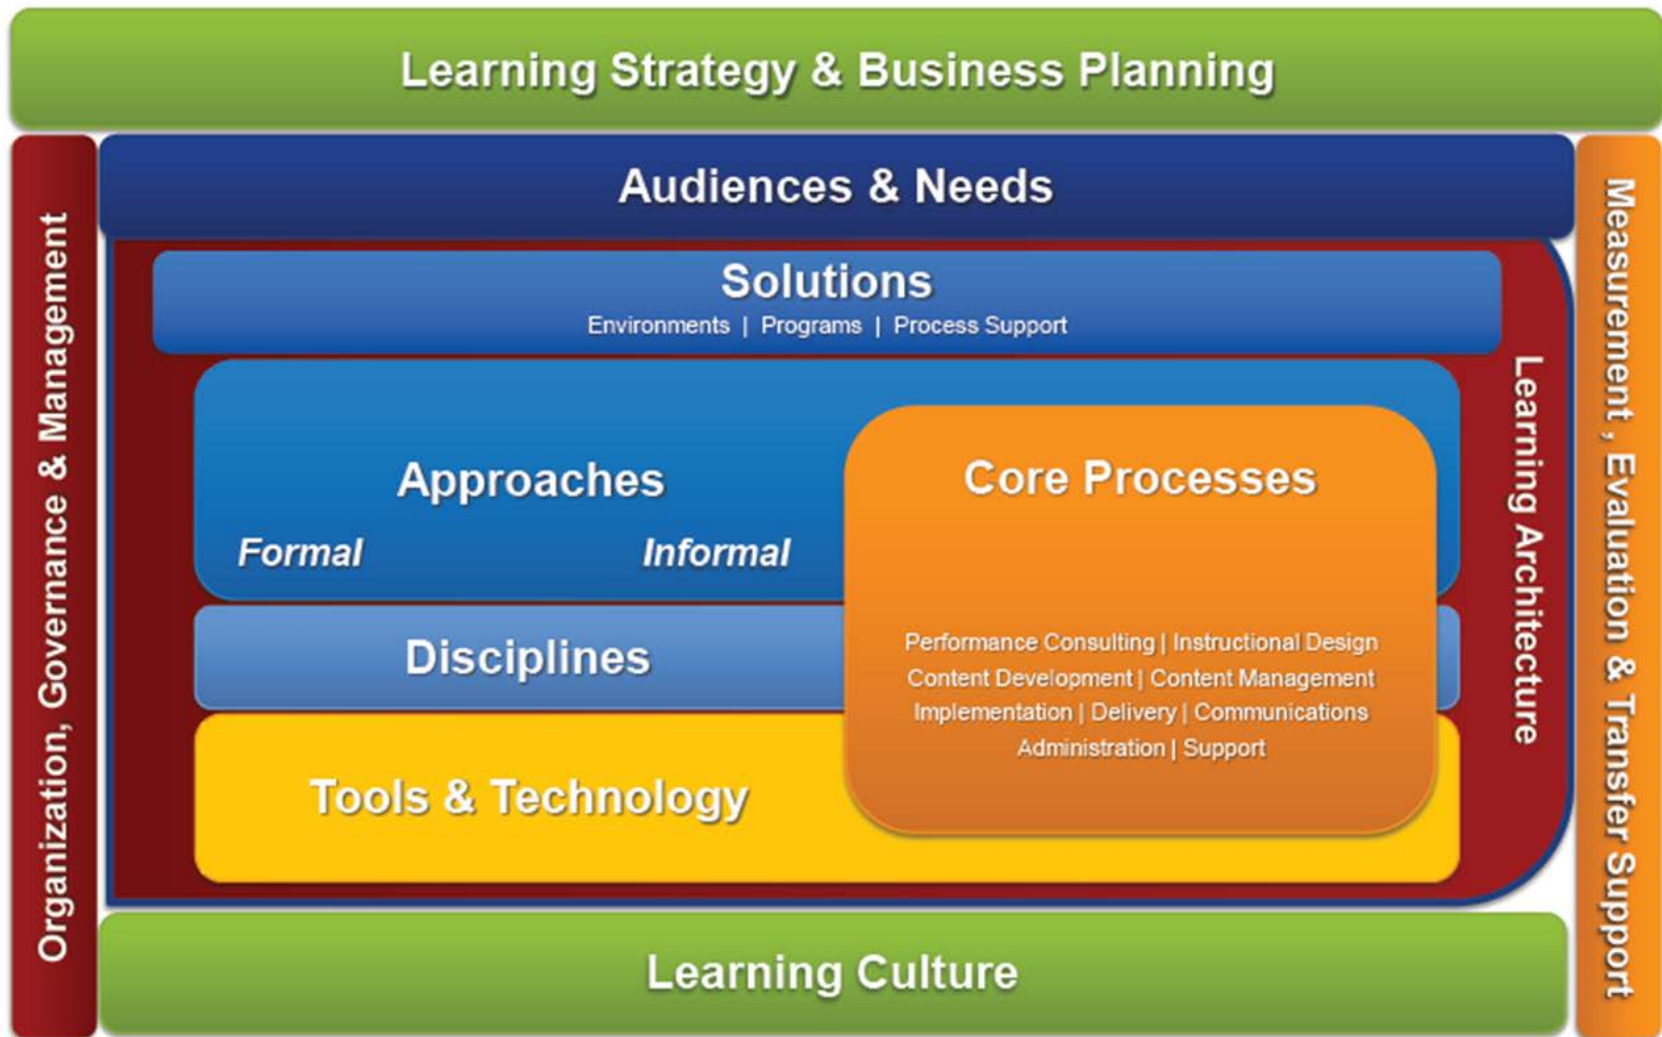 Learning Strategy & Business Planning
Organization, Governance & Management
Audiences & Needs
Solutions
Environments | Programs | Process Support
Approaches
Formal Informal
Core Processes
Performance Consulting | Instructional Design
Content Development | Content Management
Implementation | Delivery | Communications
Administration | Support
Disciplines
Tools & Technology
Learning Architecture
Measurement , Evaluation & Transfer Support
Learning Culture